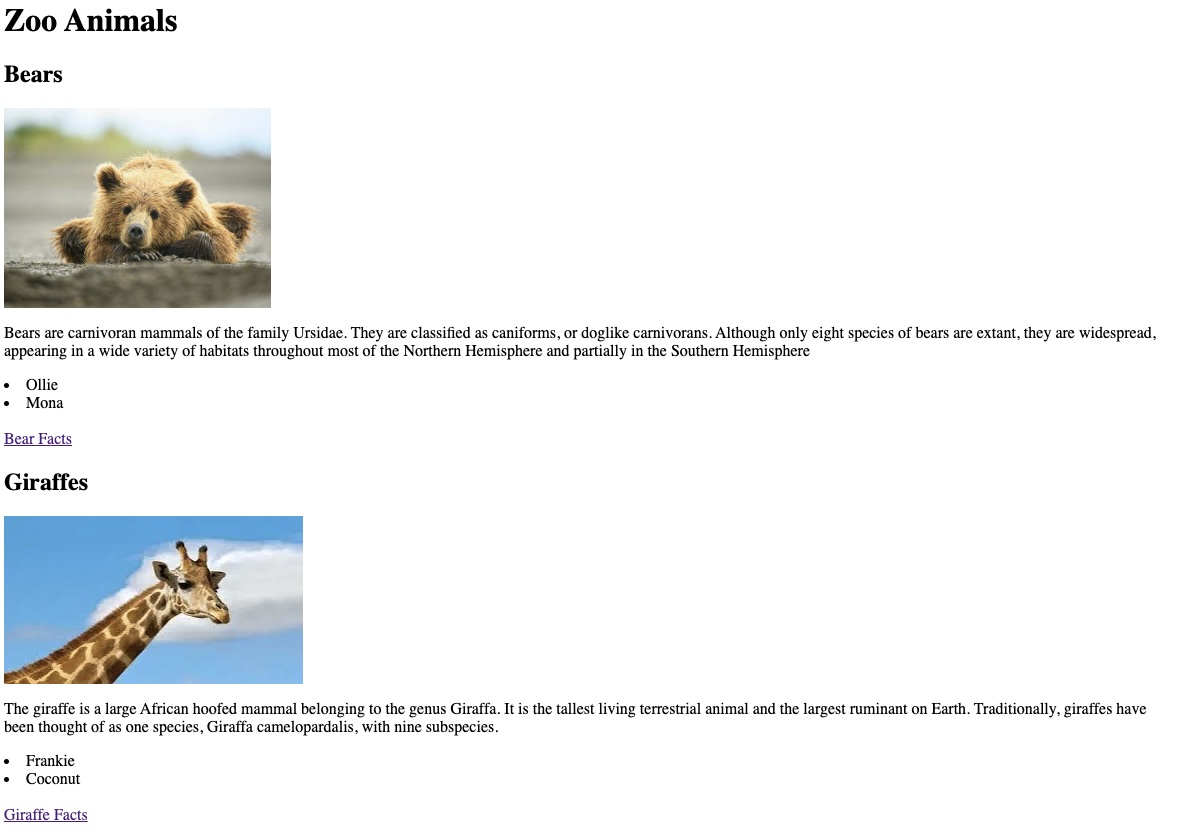 Zoo Animals
Bears
Bears are carnivoran mammals of the family Ursidae. They are classified as caniforms, or doglike carnivorans. Although only eight species of bears are extant, they are widespread,
appearing in a wide variety of habitats throughout most of the Northern Hemisphere and partially in the Southern Hemisphere
• Ollie
• Mona
Bear Facts
Giraffes
The giraffe is a large African hoofed mammal belonging to the genus Giraffa. It is the tallest living terrestrial animal and the largest ruminant on Earth. Traditionally, giraffes have
been thought of as one species, Giraffa camelopardalis, with nine subspecies.
• Frankie
• Coconut
Giraffe Facts